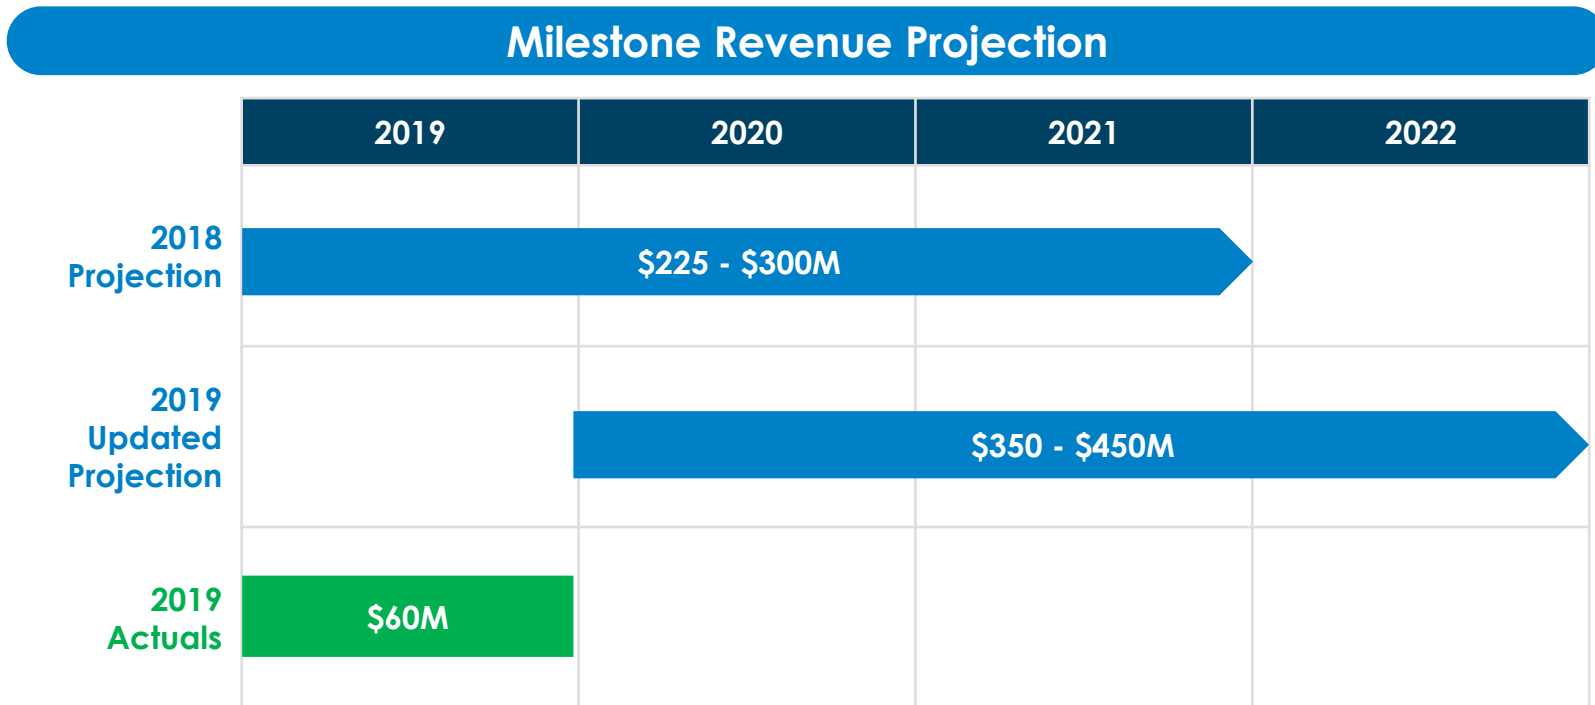 Milestone Revenue Projection
2019 2020 2021 2022
2018
Projection
$225 - $300M
2019
Updated
Projection
$350 - $450M
2019
Actuals
$60M